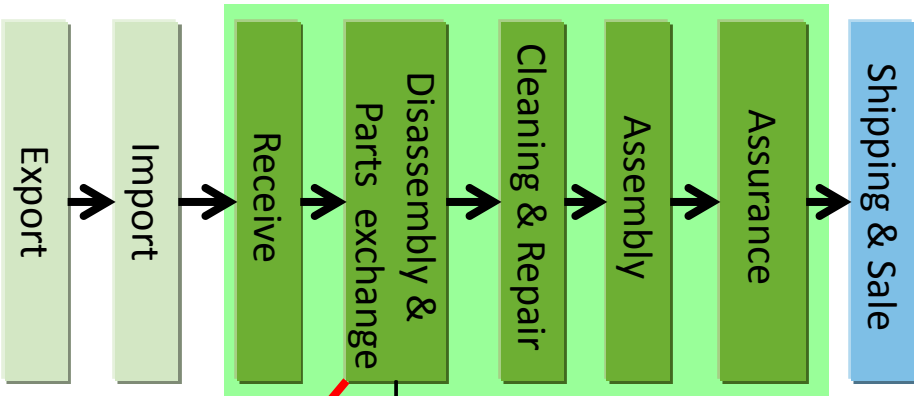 Export
Import
Receive
Disassembly &
Parts exchange
Cleaning & Repair
Assembly
Assurance
Shipping & Sale